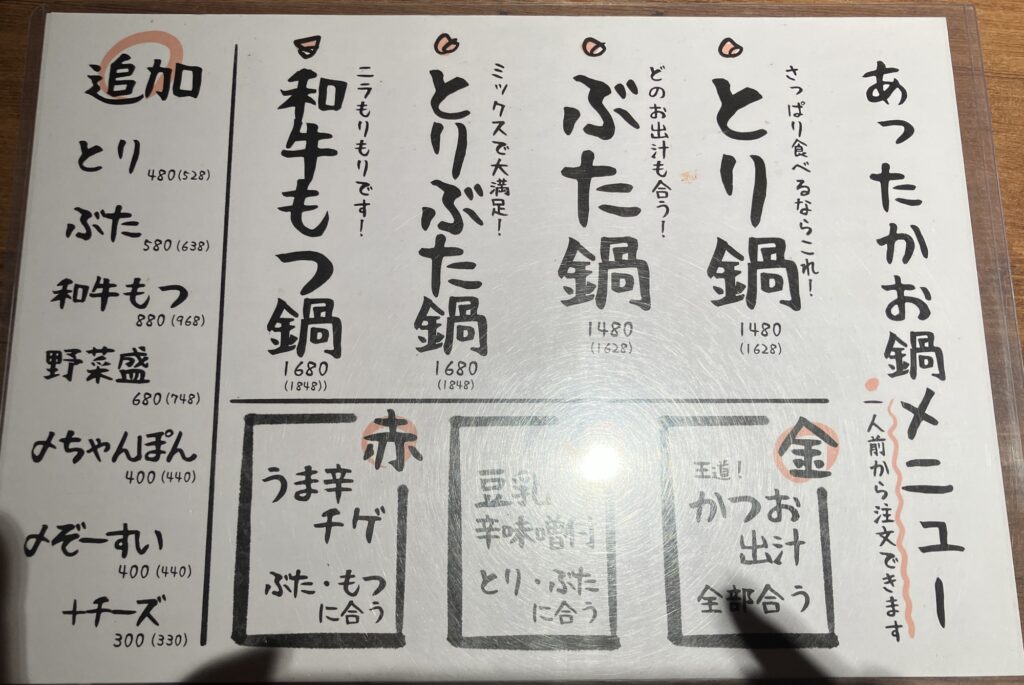 あったかお鍋メニュー
一人前から注文できます
さっぱり食べるならこれ！
とり鍋
1480
(1628)
どのお出汁も合う！
ぶた鍋
1480
(1628)
ミックスで大満足！
とりぶた鍋
1680
(1848)
ニラもりもりです！
和牛もつ鍋
1680
(1848))
金
王道！
かつお
出汁
全部合う
豆乳
辛味噌付
とり・ぶた
に合う
赤
うま辛
チゲ
ぶた・もつ
に合う
追加
とり
480(528)
ぶた
580(638)
和牛もつ
880(968)
野菜盛
680(748)
〆ちゃんぽん
400(440)
〆ぞーすい
400(440)
+チーズ
300(330)